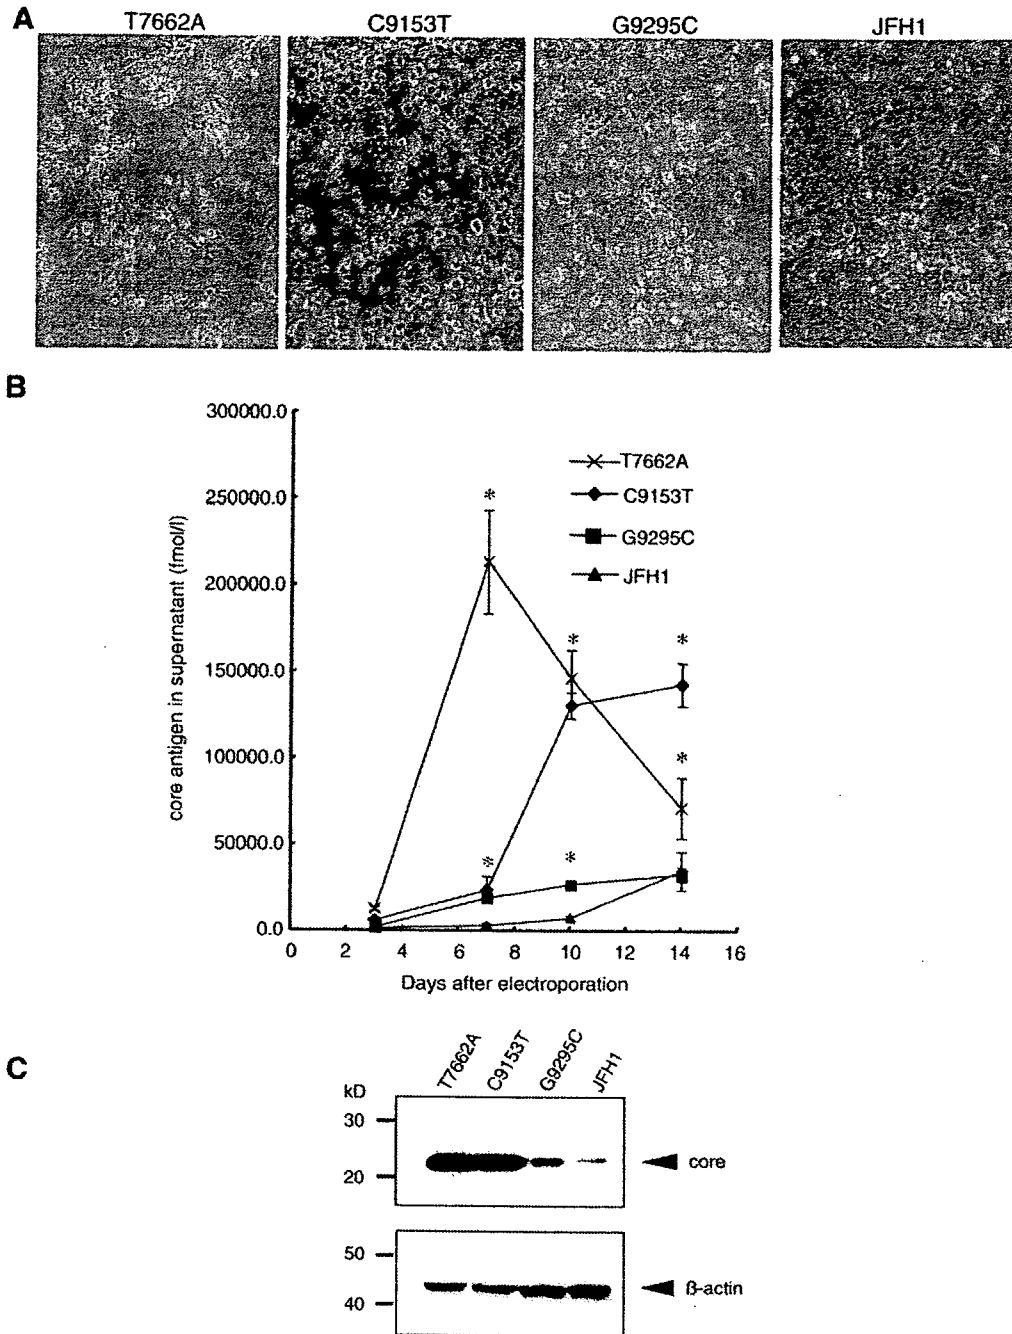 A
T7662A C9153T G9295C JFH1
B
300000.0
250000.0
200000.0
150000.0
100000.0
50000.0
0.0
core antigen in supernatant (fmol/l)
* * * * * *
T7662A
C9153T
G9295C
JFH1
0 2 4 6 8 10 12 14 16
Days after electroporation
C
T7662A C9153T G9295C JFH1
kD
30
20
core
50
40
ß-actin